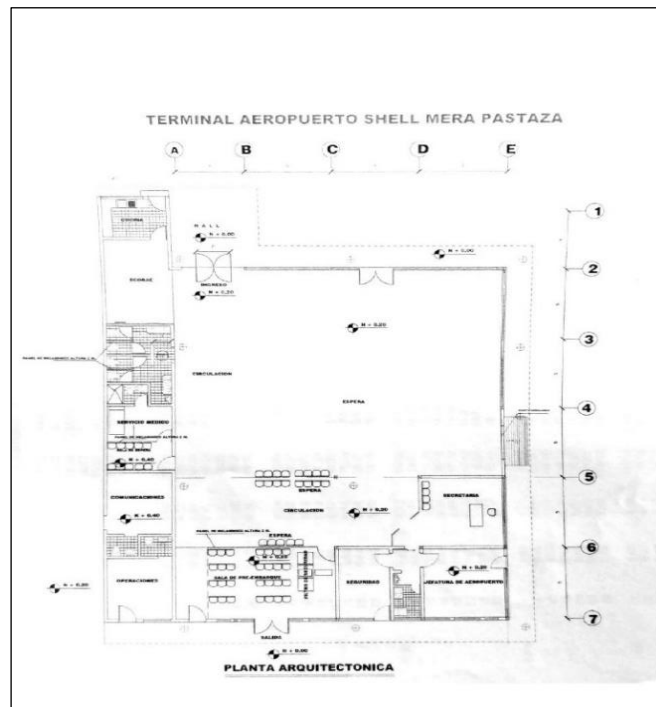 TERMINAL AEROPUERTO SHELL MERA PASTAZA
A B C D E
1
COCINA
HALL
N + 0,00
N + 0,00
2
INGRESO
N + 0,20
N + 0,20
3
CIRCULACION
ESPERA
4
SERVICIO MEDICO
5
ESPERA
SECRETARIA
COMUNICACIONES
CIRCULACION
N + 0,20
ESPERA
6
SALA DE PRE-EMBARQUE
SEGURIDAD
JEFATURA DE AEROPUERTO
N + 0,20
OPERACIONES
N + 0,20
7
SALIDA
N + 0,00
PLANTA ARQUITECTONICA